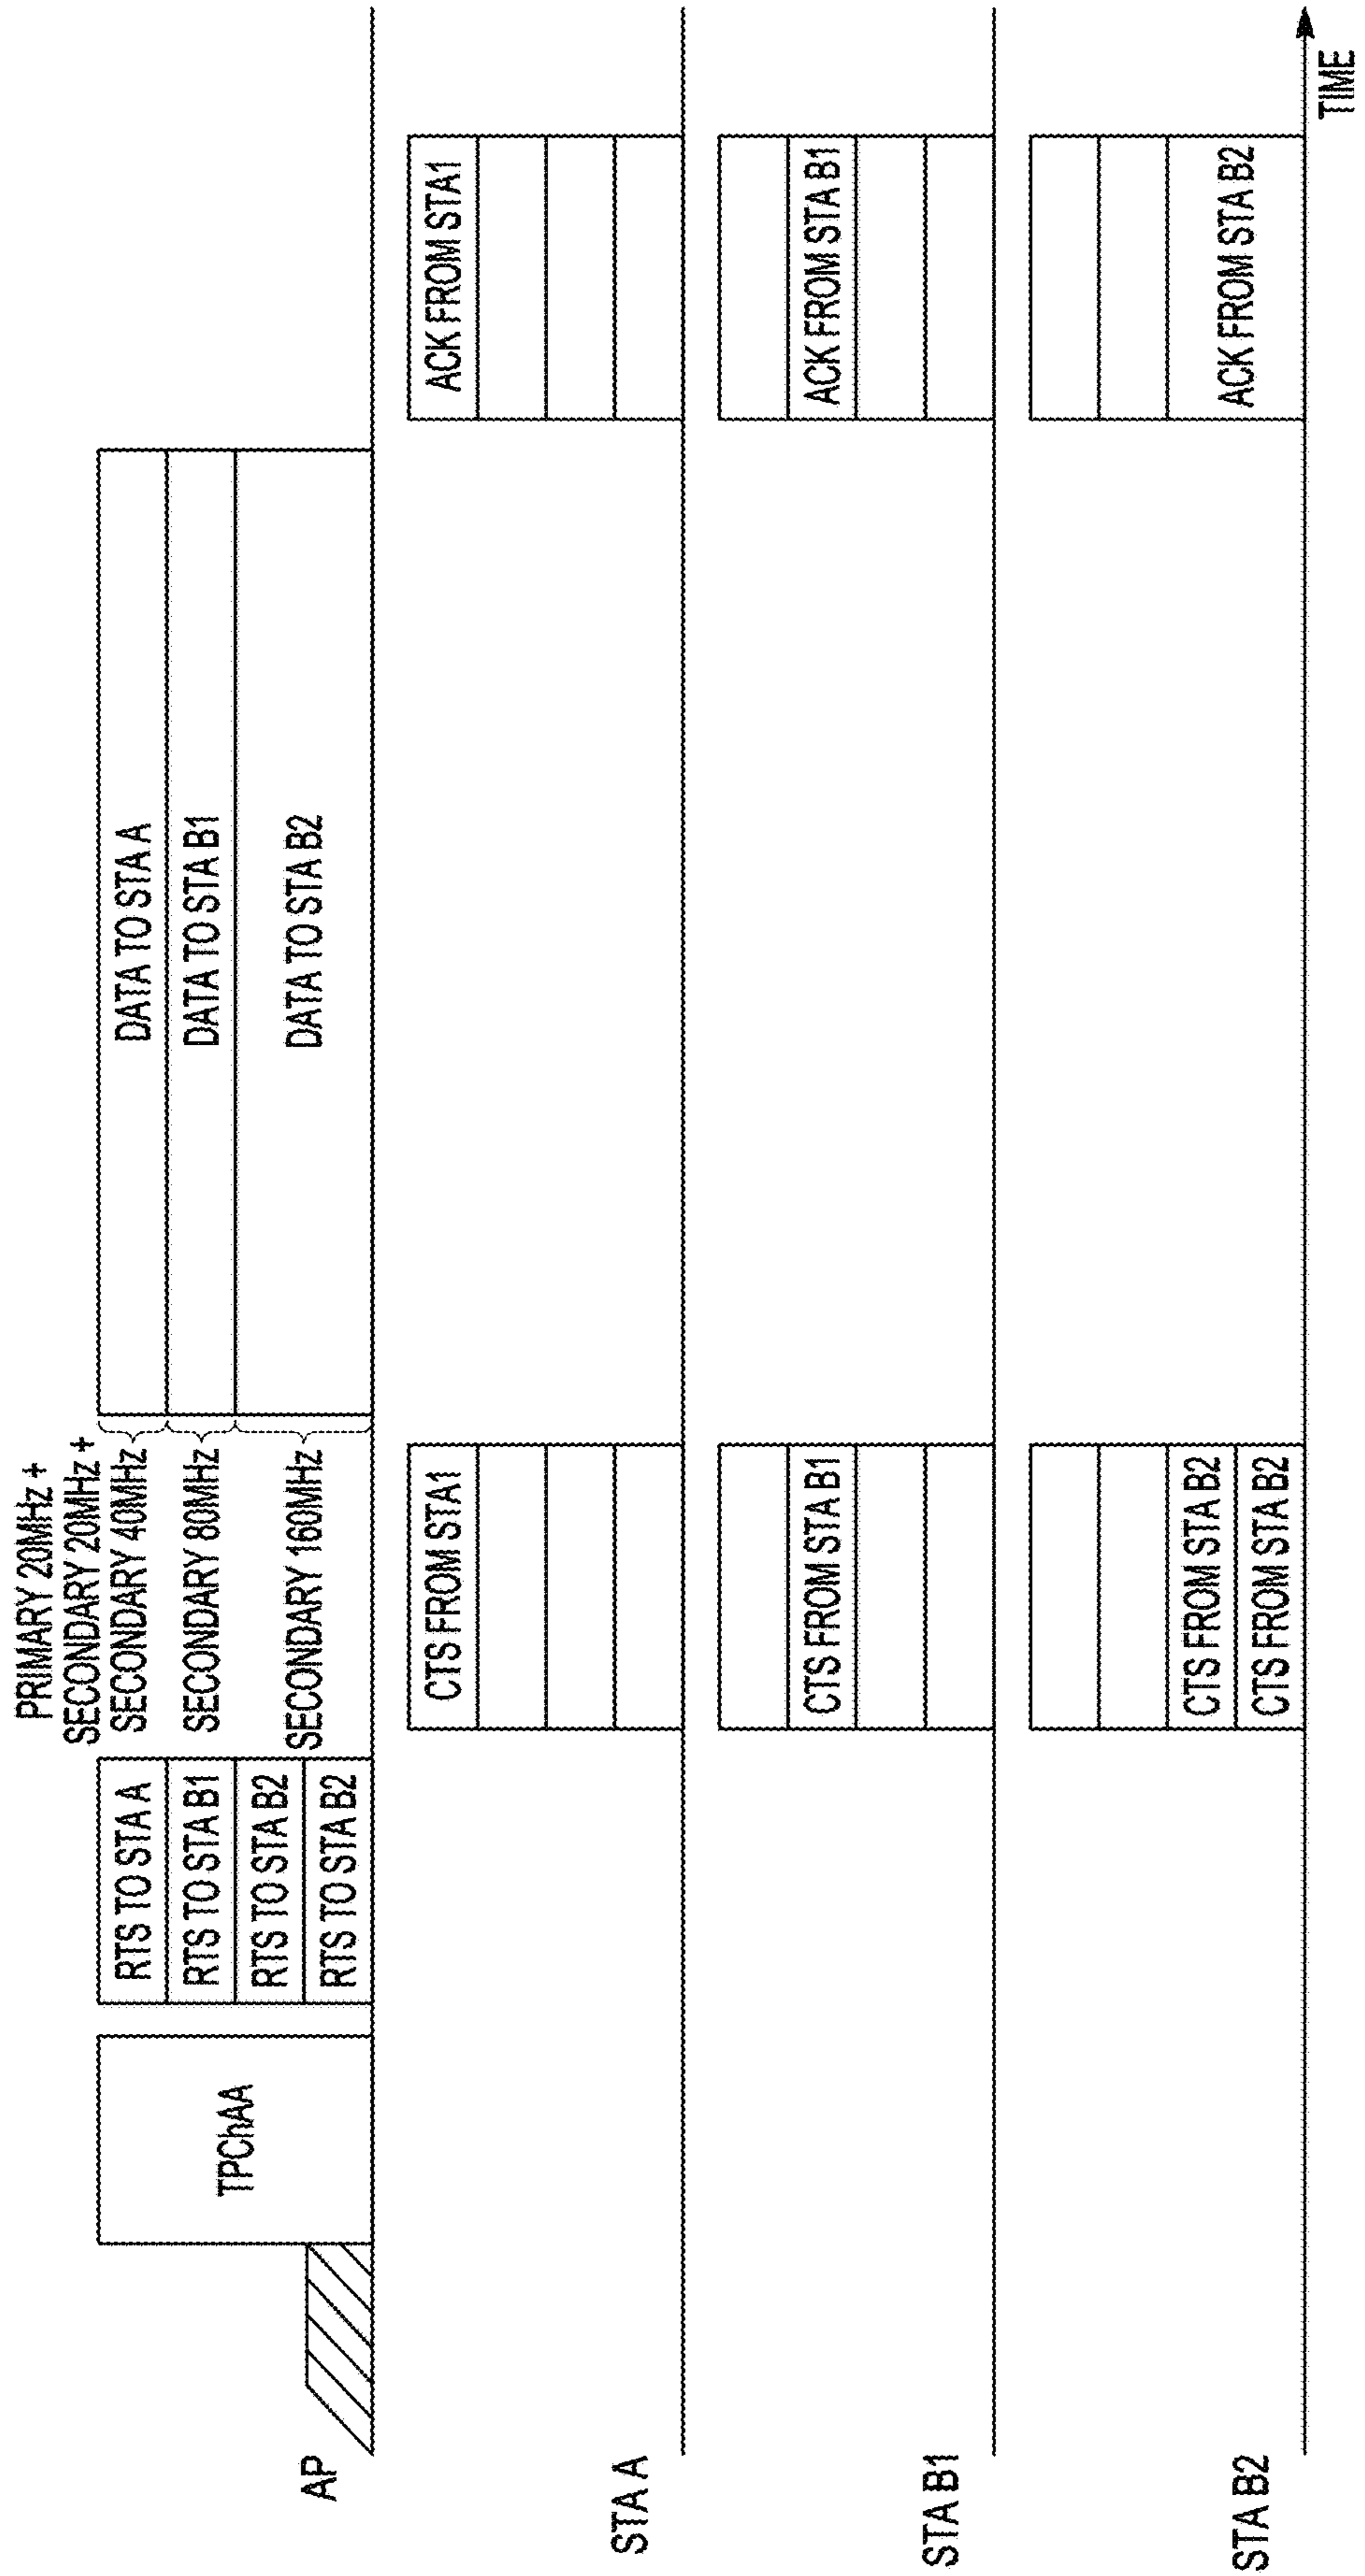 PRIMARY 20MHz +
SECONDARY 20MHz +
SECONDARY 40MHz
SECONDARY 80MHz
SECONDARY 160MHz
AP
TPChAA
RTS TO STA A
RTS TO STA B1
RTS TO STA B2
RTS TO STA B2
DATA TO STA A
DATA TO STA B1
DATA TO STA B2
STA A
CTS FROM STA1
ACK FROM STA1
STA B1
CTS FROM STA B1
ACK FROM STA B1
STA B2
CTS FROM STA B2
CTS FROM STA B2
ACK FROM STA B2
TIME